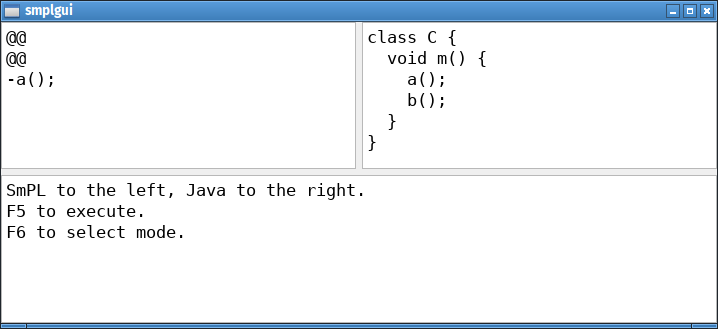 smplgui
@@
@@
-a();
class C {
  void m() {
    a();
    b();
  }
}
SmPL to the left, Java to the right.
F5 to execute.
F6 to select mode.